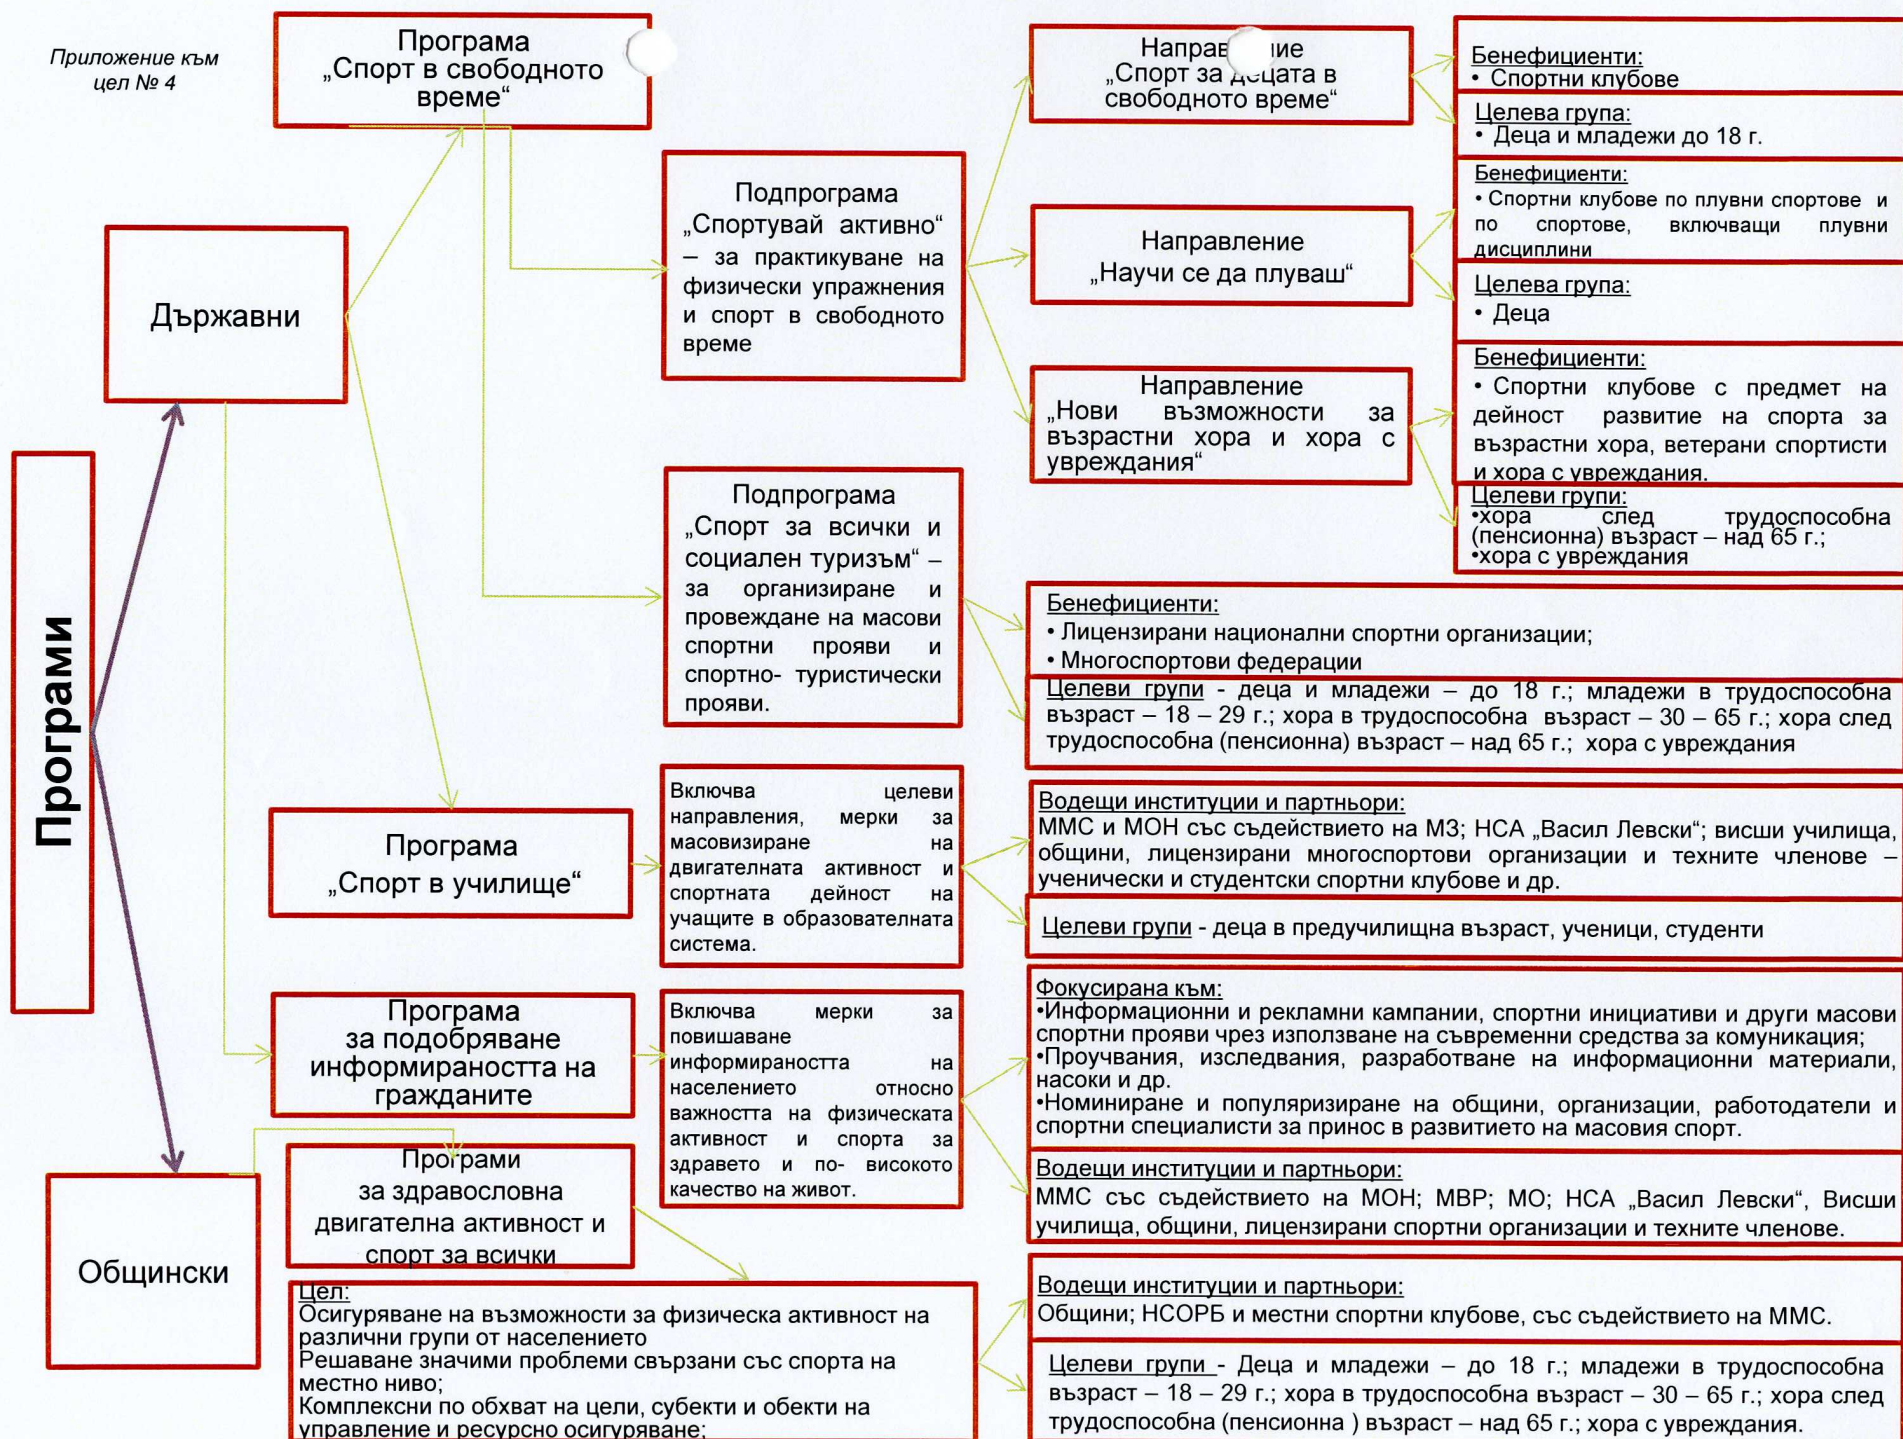 Приложение към
цел № 4
Програми
Държавни
Общински
Програма
„Спорт в свободното
време“
Подпрограма
„Спортувай активно“
– за практикуване на
физически упражнения
и спорт в свободното
време
Направление
„Спорт за децата в
свободното време“
Бенефициенти:
• Спортни клубове
Целева група:
• Деца и младежи до 18 г.
Направление
„Научи се да плуваш“
Бенефициенти:
• Спортни клубове по плувни спортове и
по спортове, включващи плувни
дисциплини
Целева група:
• Деца
Направление
„Нови възможности за
възрастни хора и хора с
увреждания“
Бенефициенти:
• Спортни клубове с предмет на
дейност развитие на спорта за
възрастни хора, ветерани спортисти
и хора с увреждания.
Целеви групи:
•хора след трудоспособна
(пенсионна) възраст – над 65 г.;
•хора с увреждания
Подпрограма
„Спорт за всички и
социален туризъм“ –
за организиране и
провеждане на масови
спортни прояви и
спортно- туристически
прояви.
Бенефициенти:
• Лицензирани национални спортни организации;
• Многоспортови федерации
Целеви групи - деца и младежи – до 18 г.; младежи в трудоспособна
възраст – 18 – 29 г.; хора в трудоспособна възраст – 30 – 65 г.; хора след
трудоспособна (пенсионна) възраст – над 65 г.; хора с увреждания
Програма
„Спорт в училище“
Включва целеви
направления, мерки за
масовизиране на
двигателната активност и
спортната дейност на
учащите в образователната
система.
Водещи институции и партньори:
ММС и МОН със съдействието на МЗ; НСА „Васил Левски“; висши училища,
общини, лицензирани многоспортови организации и техните членове –
ученически и студентски спортни клубове и др.
Целеви групи - деца в предучилищна възраст, ученици, студенти
Програма
за подобряване
информираността на
гражданите
Включва мерки за
повишаване
информираността на
населението относно
важността на физическата
активност и спорта за
здравето и по- високото
качество на живот.
Фокусирана към:
•Информационни и рекламни кампании, спортни инициативи и други масови
спортни прояви чрез използване на съвременни средства за комуникация;
•Проучвания, изследвания, разработване на информационни материали,
насоки и др.
•Номиниране и популяризиране на общини, организации, работодатели и
спортни специалисти за принос в развитието на масовия спорт.
Водещи институции и партньори:
ММС със съдействието на МОН; МВР; МО; НСА „Васил Левски“, Висши
училища, общини, лицензирани спортни организации и техните членове.
Програми
за здравословна
двигателна активност и
спорт за всички
Цел:
Осигуряване на възможности за физическа активност на
различни групи от населението
Решаване значими проблеми свързани със спорта на
местно ниво;
Комплексни по обхват на цели, субекти и обекти на
управление и ресурсно осигуряване;
Водещи институции и партньори:
Общини; НСОРБ и местни спортни клубове, със съдействието на ММС.
Целеви групи - Деца и младежи – до 18 г.; младежи в трудоспособна
възраст – 18 – 29 г.; хора в трудоспособна възраст – 30 – 65 г.; хора след
трудоспособна (пенсионна ) възраст – над 65 г.; хора с увреждания.